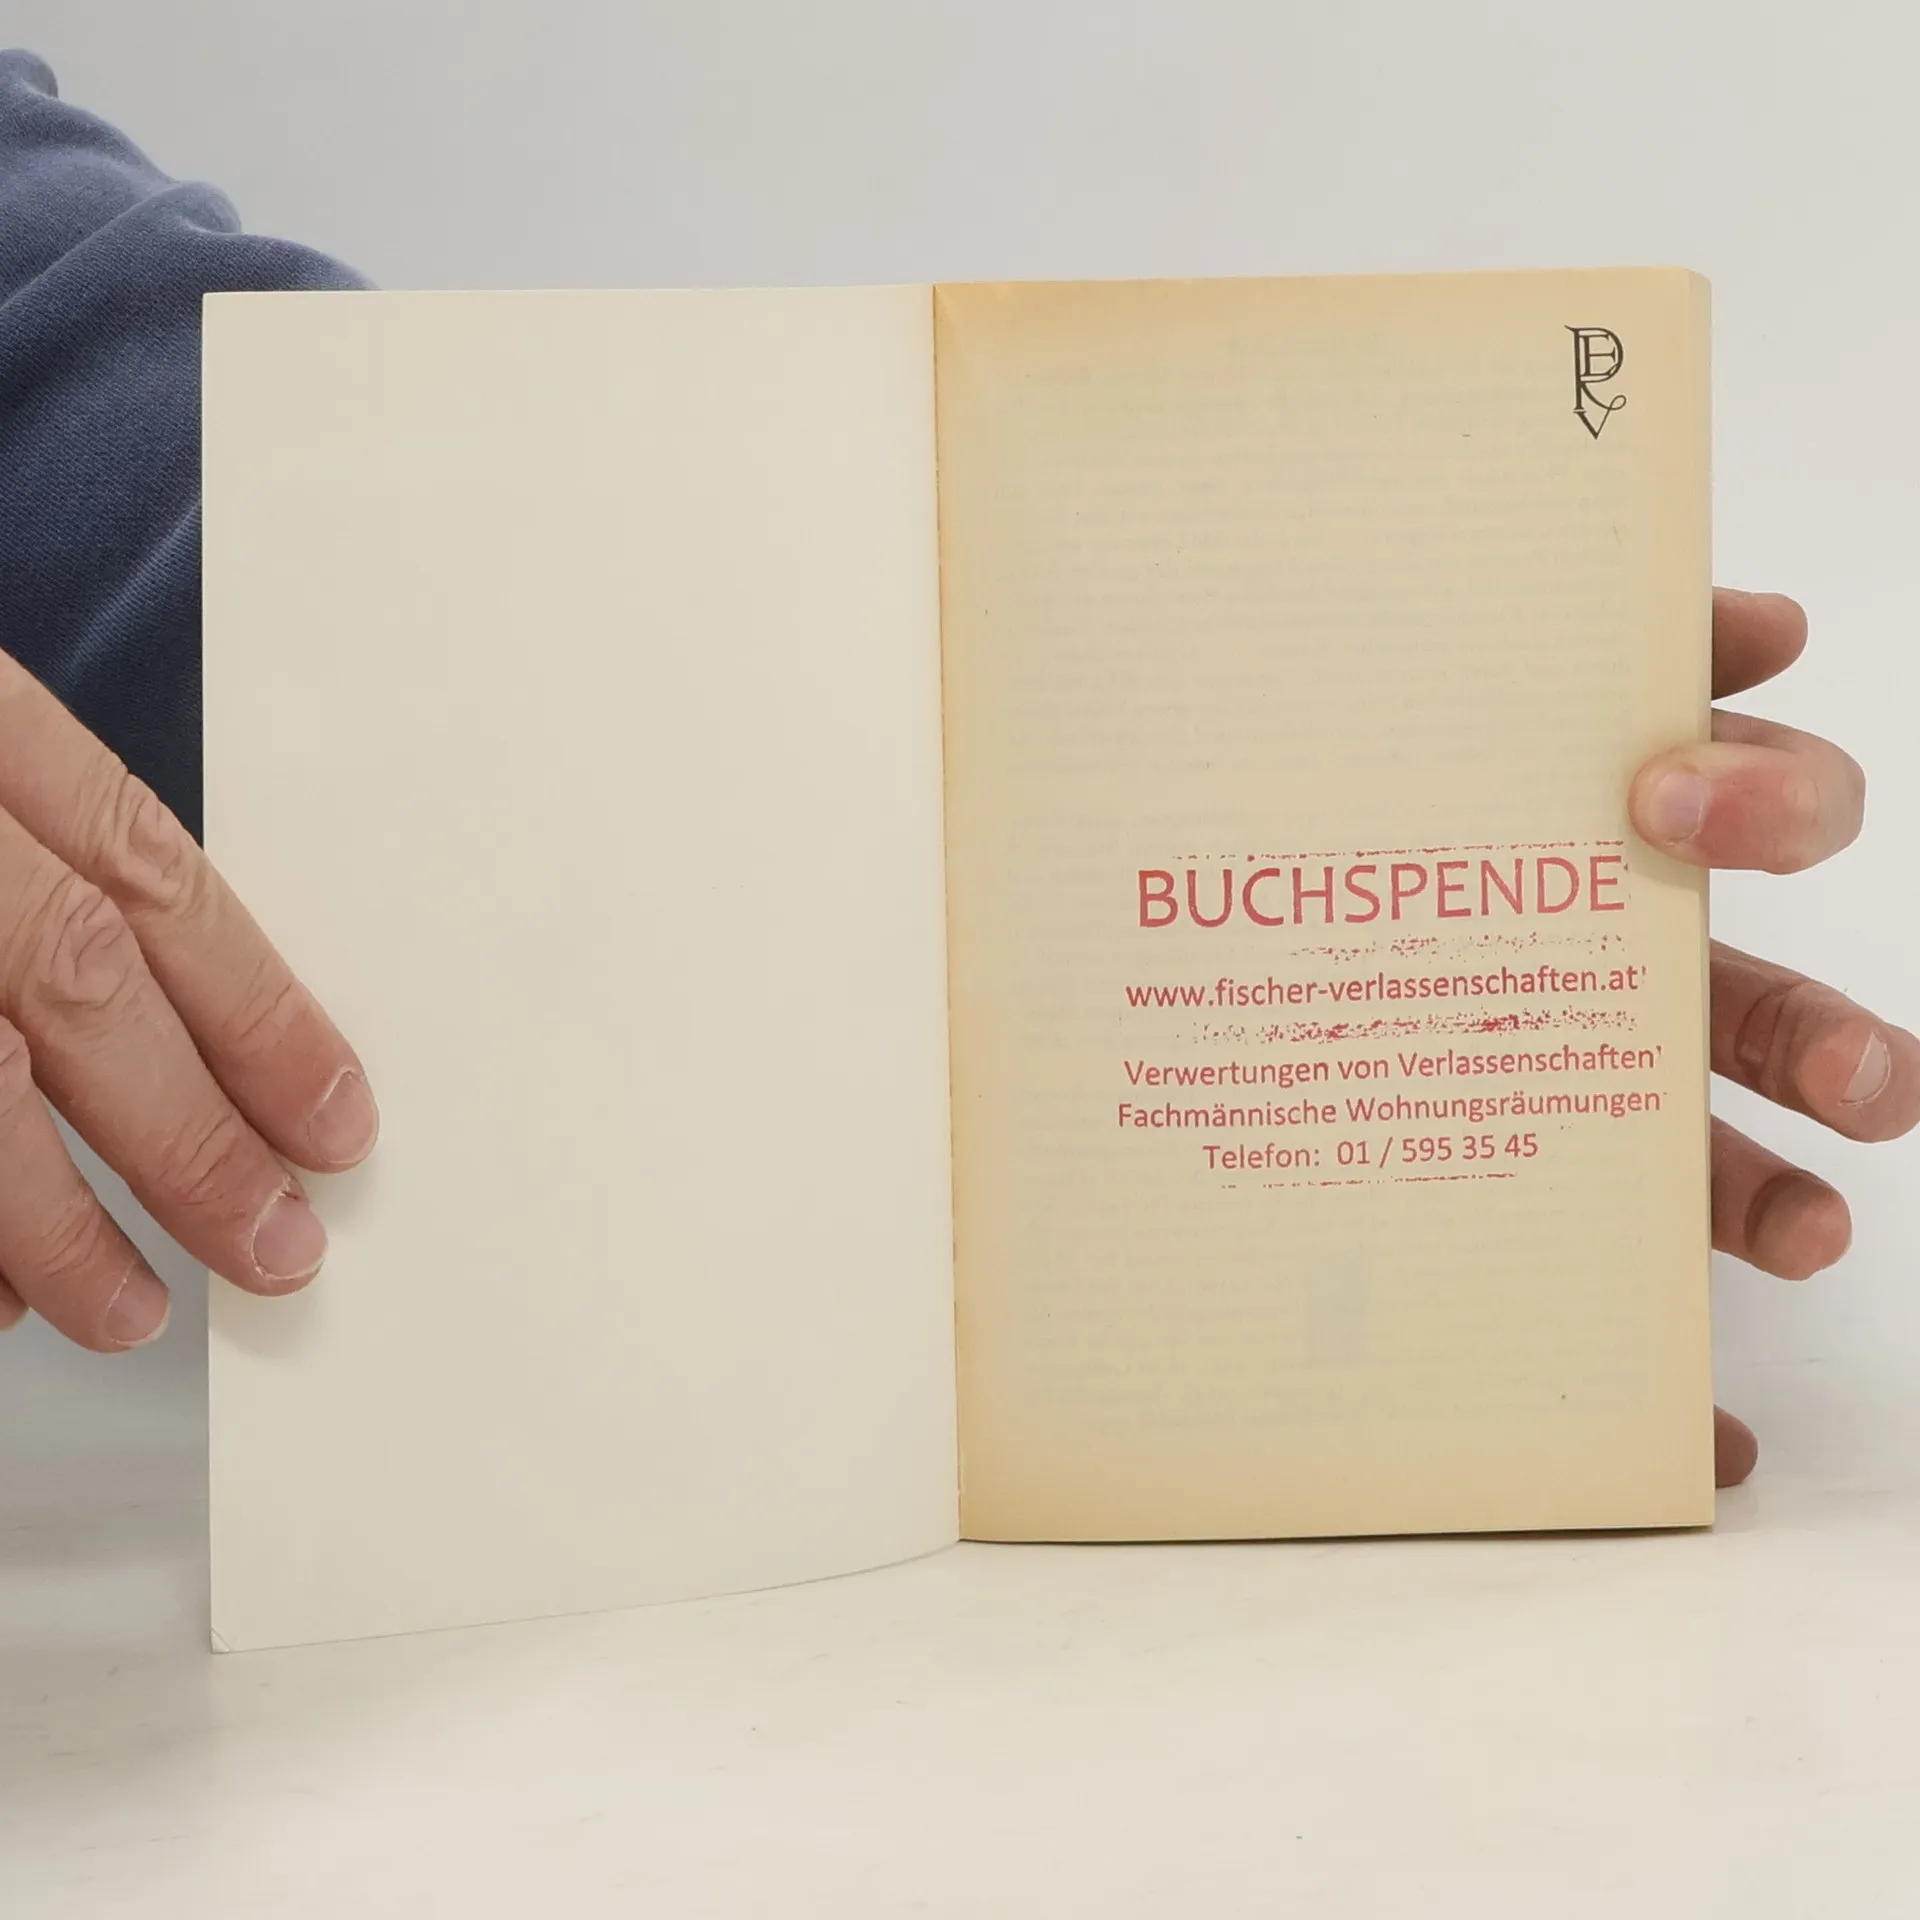 BUCHSPENDE
www.fischer-verlassenschaften.at
Verwertungen von Verlassenschaften
Fachmännische Wohnungsräumungen
Telefon: 01 / 595 35 45